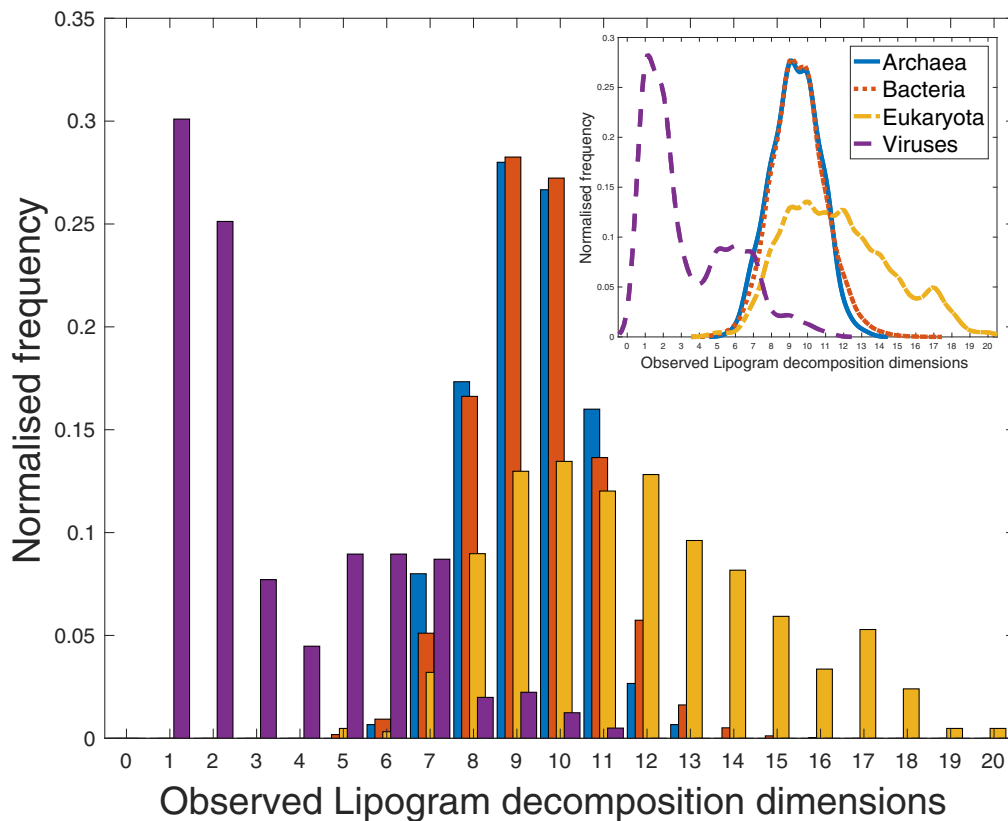 0.35
0.3
0.25
0.2
0.15
0.1
0.05
0
Normalised frequency
0 1 2 3 4 5 6 7 8 9 10 11 12 13 14 15 16 17 18 19 20
Observed Lipogram decomposition dimensions
0.3
0.25
0.2
0.15
0.1
0.05
0
Normalised frequency
0 1 2 3 4 5 6 7 8 9 10 11 12 13 14 15 16 17 18 19 20
Observed Lipogram decomposition dimensions
Archaea
Bacteria
Eukaryota
Viruses